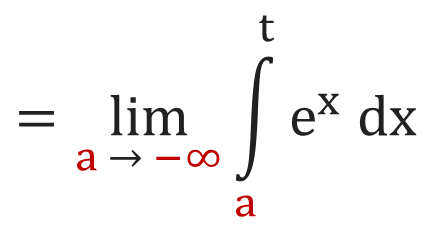 t
= lim ∫ eˣ dx
a → −∞
a